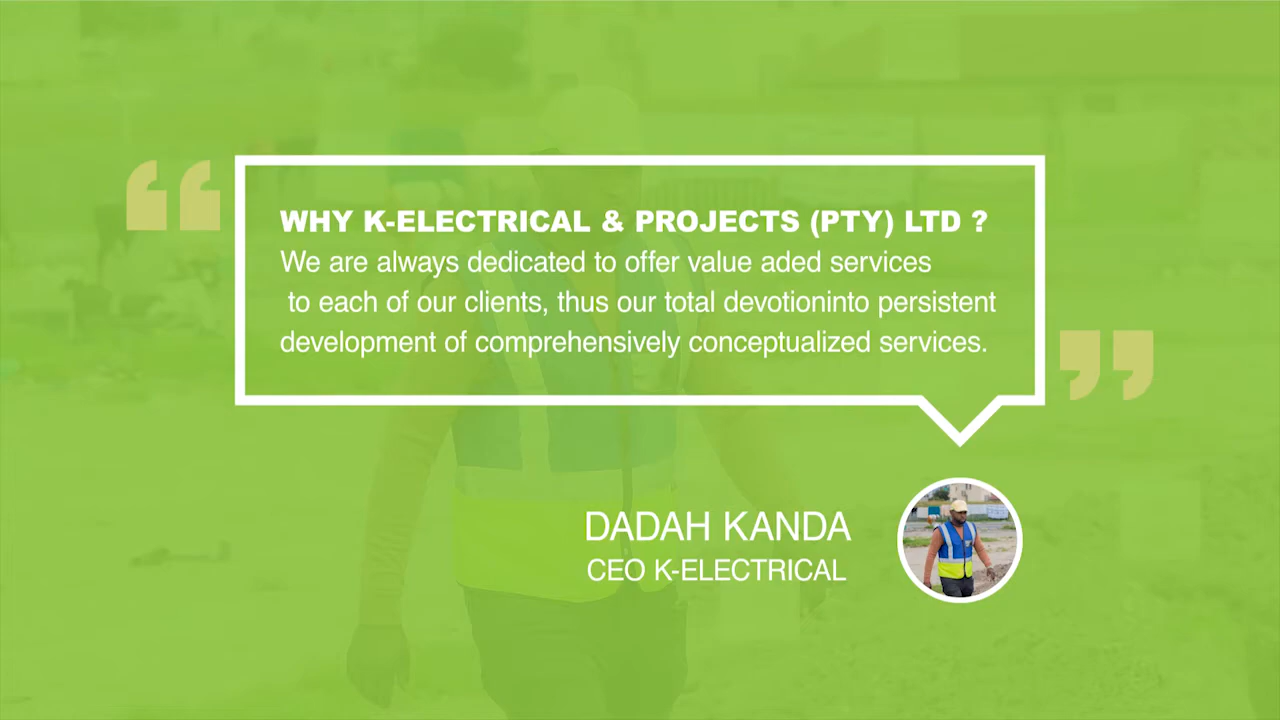 WHY K-ELECTRICAL & PROJECTS (PTY) LTD ?
We are always dedicated to offer value aded services
to each of our clients, thus our total devotioninto persistent
development of comprehensively conceptualized services.
DADAH KANDA
CEO K-ELECTRICAL